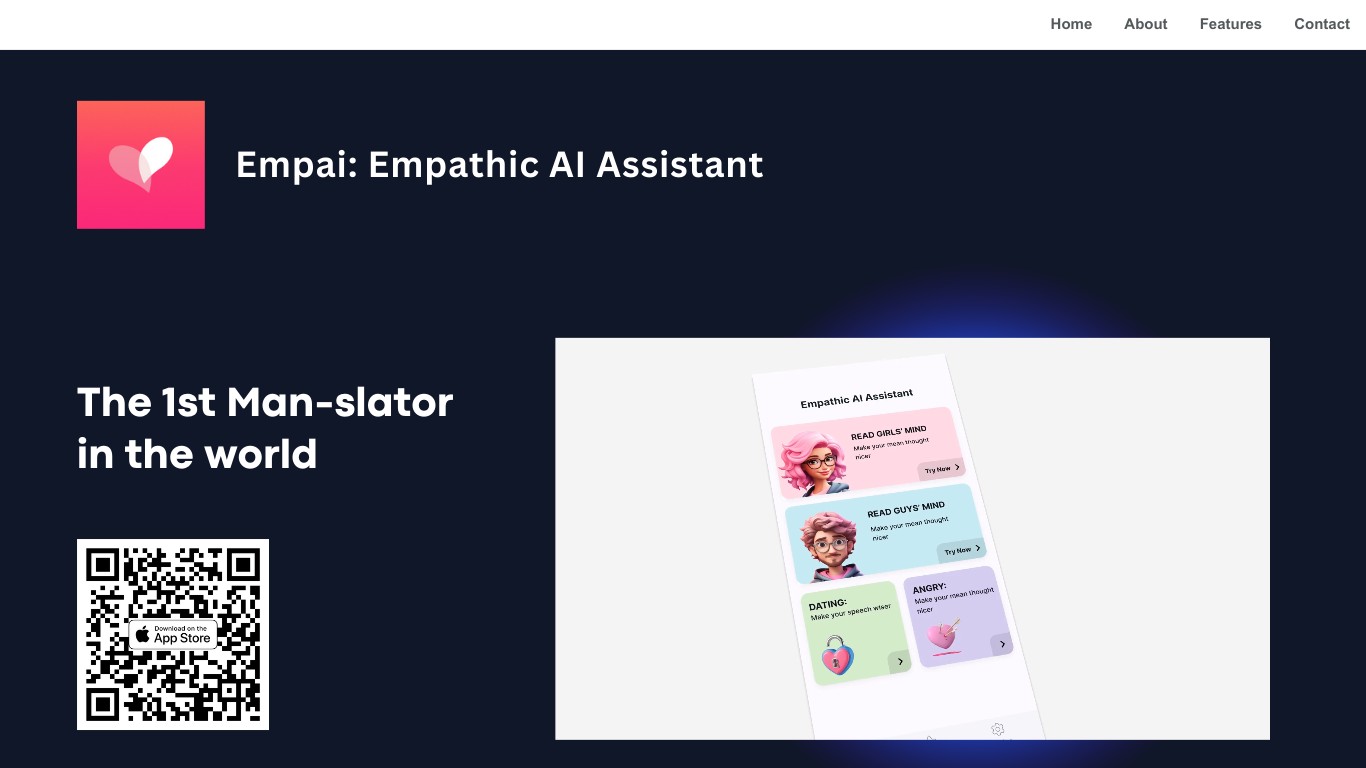 Home About Features Contact
Empai: Empathic AI Assistant
The 1st Man-slator
in the world
Download on the
App Store
Empathic AI Assistant
READ GIRLS' MIND
Make your mean thought
nicer
Try Now
READ GUYS' MIND
Make your mean thought
nicer
Try Now
DATING:
Make your speech wiser
ANGRY:
Make your mean thought
nicer